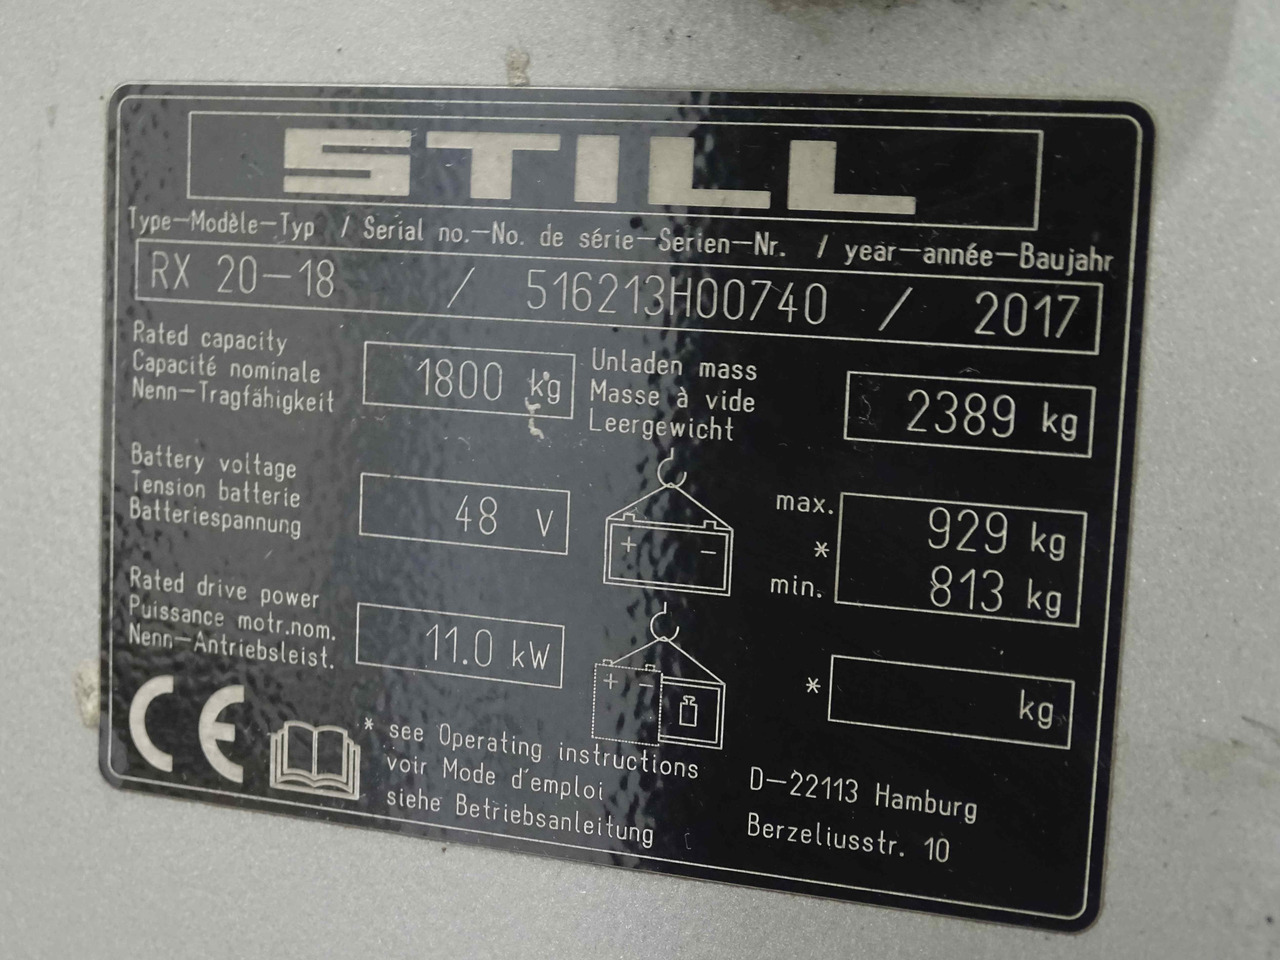 STILL
Type-Modèle-Typ / Serial no.-No. de série-Serien-Nr. / year-année-Baujahr
RX 20-18 / 516213H00740 / 2017
Rated capacity
Capacité nominale
Nenn-Tragfähigkeit
1800 kg
Unladen mass
Masse à vide
Leergewicht
2389 kg
Battery voltage
Tension batterie
Batteriespannung
48 V
+ -
max. 929 kg
*
min. 813 kg
Rated drive power
Puissance motr.nom.
Nenn-Antriebsleist.
11.0 kW
+ -
* kg
CE
* see Operating instructions
voir Mode d'emploi
siehe Betriebsanleitung
D-22113 Hamburg
Berzeliusstr. 10